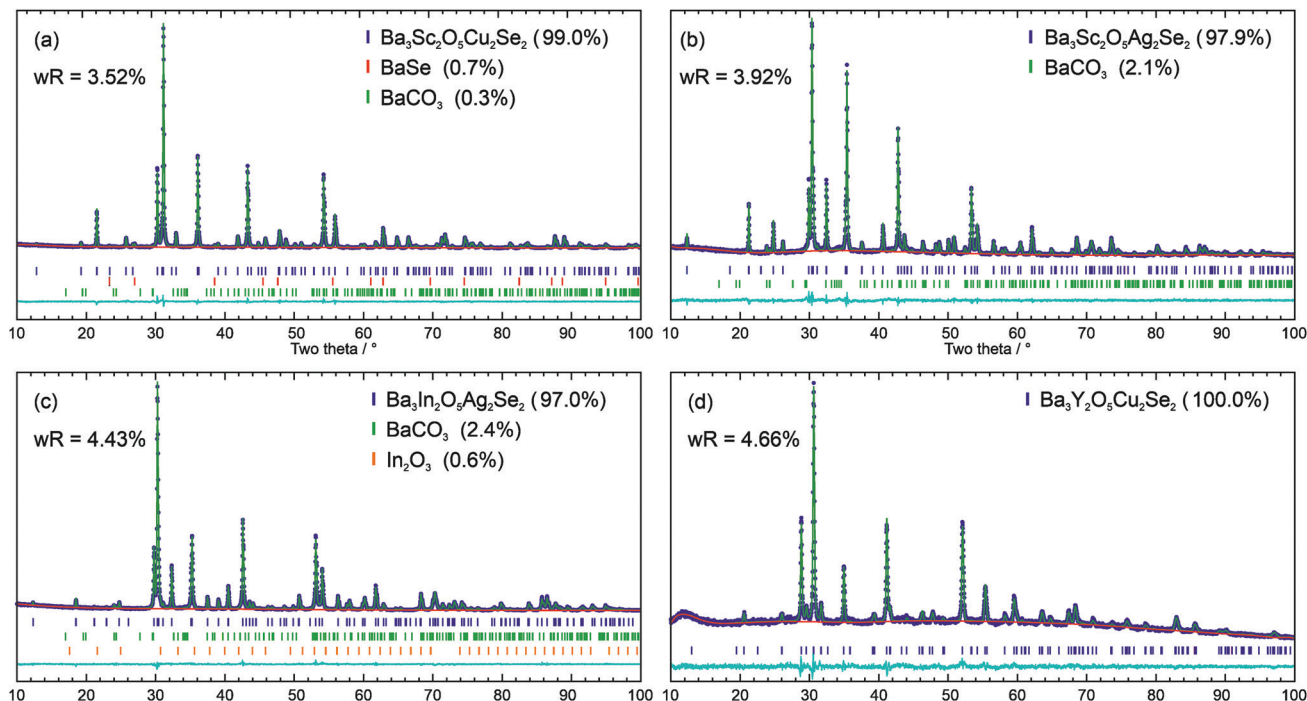 (a)
Ba₃Sc₂O₅Cu₂Se₂ (99.0%)
wR = 3.52%
BaSe (0.7%)
BaCO₃ (0.3%)
10 20 30 40 50 60 70 80 90 100
Two theta / °
(b)
Ba₃Sc₂O₅Ag₂Se₂ (97.9%)
wR = 3.92%
BaCO₃ (2.1%)
10 20 30 40 50 60 70 80 90 100
Two theta / °
(c)
Ba₃In₂O₅Ag₂Se₂ (97.0%)
wR = 4.43%
BaCO₃ (2.4%)
In₂O₃ (0.6%)
10 20 30 40 50 60 70 80 90 100
(d)
Ba₃Y₂O₅Cu₂Se₂ (100.0%)
wR = 4.66%
10 20 30 40 50 60 70 80 90 100